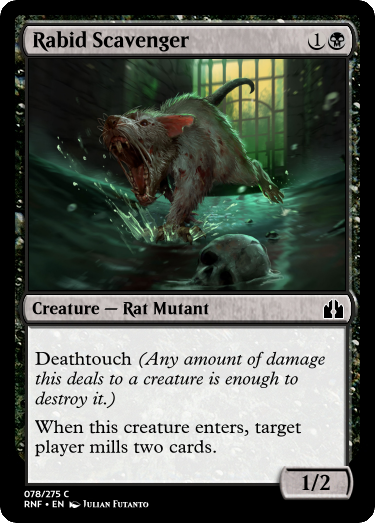 Rabid Scavenger 1
Creature — Rat Mutant
Deathtouch (Any amount of damage
this deals to a creature is enough to
destroy it.)
When this creature enters, target
player mills two cards.
1/2
078/275 C
RNF • EN Julian Futanto